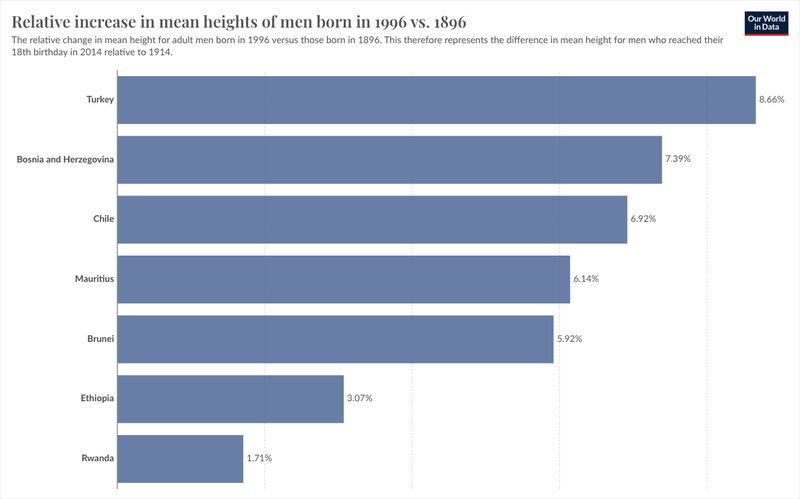 Relative increase in mean heights of men born in 1996 vs. 1896
Our World
in Data
The relative change in mean height for adult men born in 1996 versus those born in 1896. This therefore represents the difference in mean height for men who reached their
18th birthday in 2014 relative to 1914.
Turkey 8.66%
Bosnia and Herzegovina 7.39%
Chile 6.92%
Mauritius 6.14%
Brunei 5.92%
Ethiopia 3.07%
Rwanda 1.71%